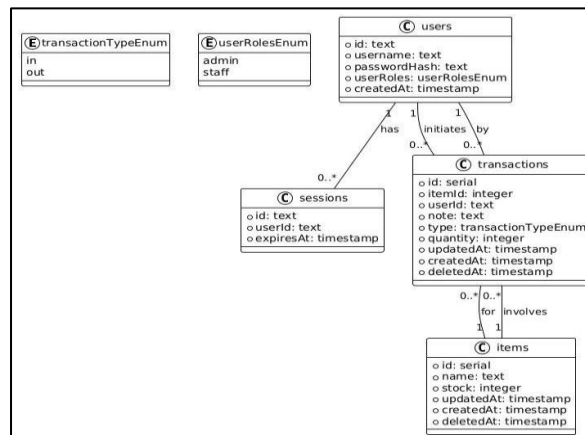 E transactionTypeEnum
in
out
E userRolesEnum
admin
staff
C users
id: text
username: text
passwordHash: text
userRoles: userRolesEnum
createdAt: timestamp
1 1 1
has initiates by
0..* 0..* 0..*
C sessions
id: text
userId: text
expiresAt: timestamp
C transactions
id: serial
itemId: integer
userId: text
note: text
type: transactionTypeEnum
quantity: integer
updatedAt: timestamp
createdAt: timestamp
deletedAt: timestamp
0..* 0..*
for involves
1 1
C items
id: serial
name: text
stock: integer
updatedAt: timestamp
createdAt: timestamp
deletedAt: timestamp